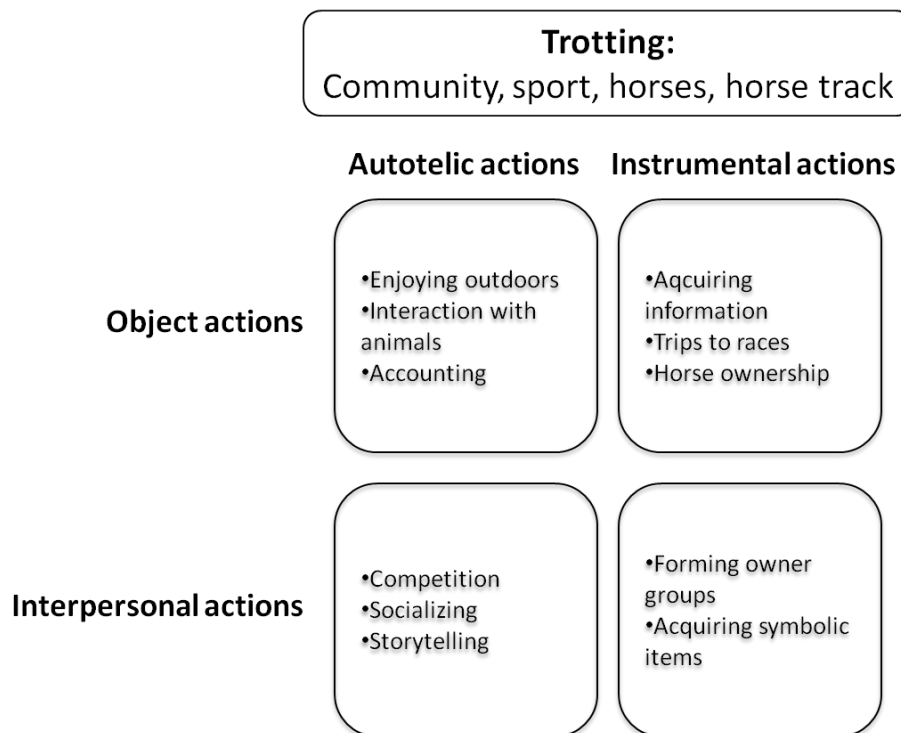 Trotting:
Community, sport, horses, horse track
Autotelic actions
Instrumental actions
Object actions
•Enjoying outdoors
•Interaction with
animals
•Accounting
•Aqcuiring
information
•Trips to races
•Horse ownership
Interpersonal actions
•Competition
•Socializing
•Storytelling
•Forming owner
groups
•Acquiring symbolic
items